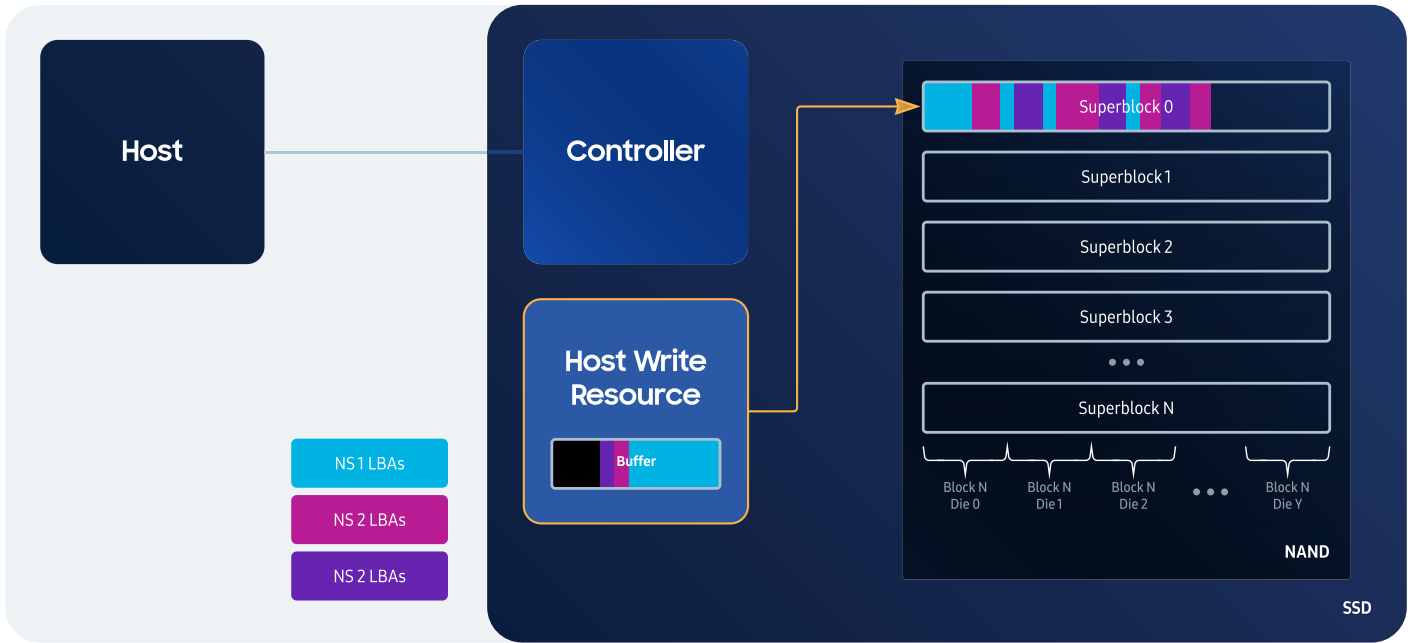 Host
Controller
Host Write
Resource
Buffer
NS 1 LBAs
NS 2 LBAs
NS 2 LBAs
Superblock 0
Superblock 1
Superblock 2
Superblock 3
Superblock N
Block N
Die 0
Block N
Die 1
Block N
Die 2
Block N
Die Y
NAND
SSD